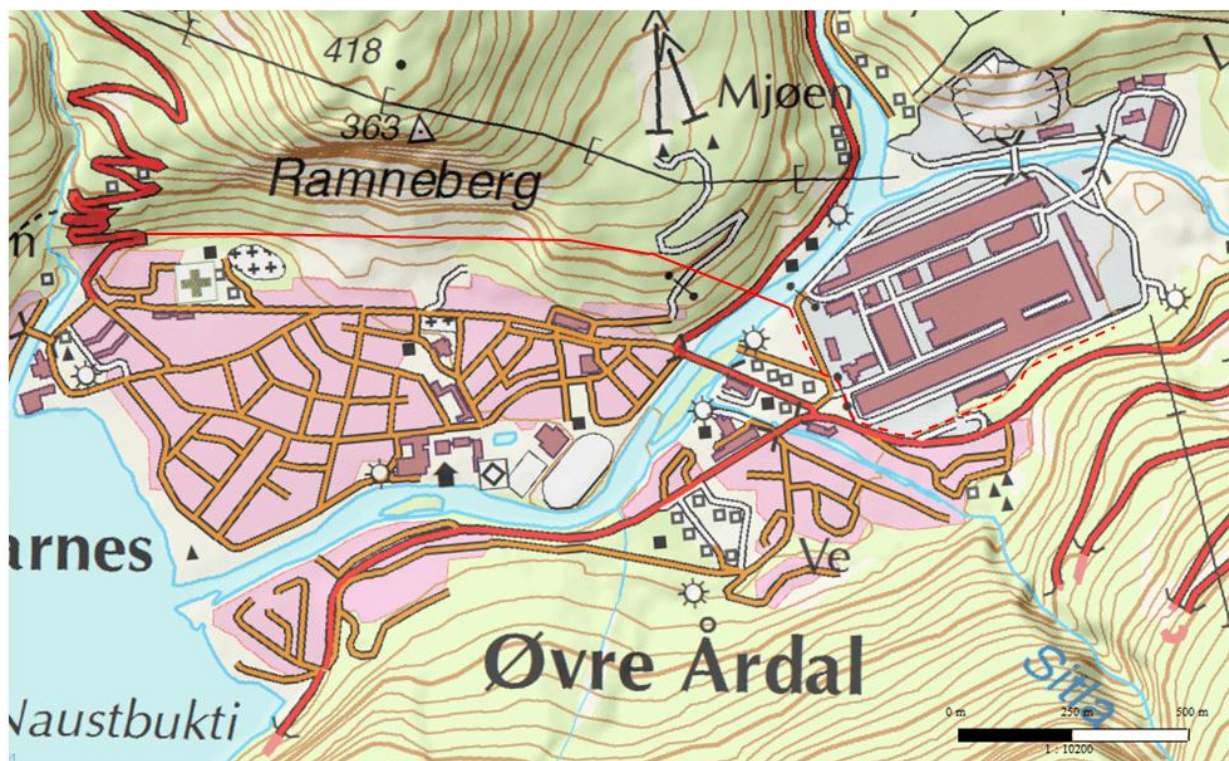 418
Mjøen
363
Ramneberg
arnes
Ve
Øvre Årdal
Sitla
Naustbukti
0 m 250 m 500 m
1 : 10200